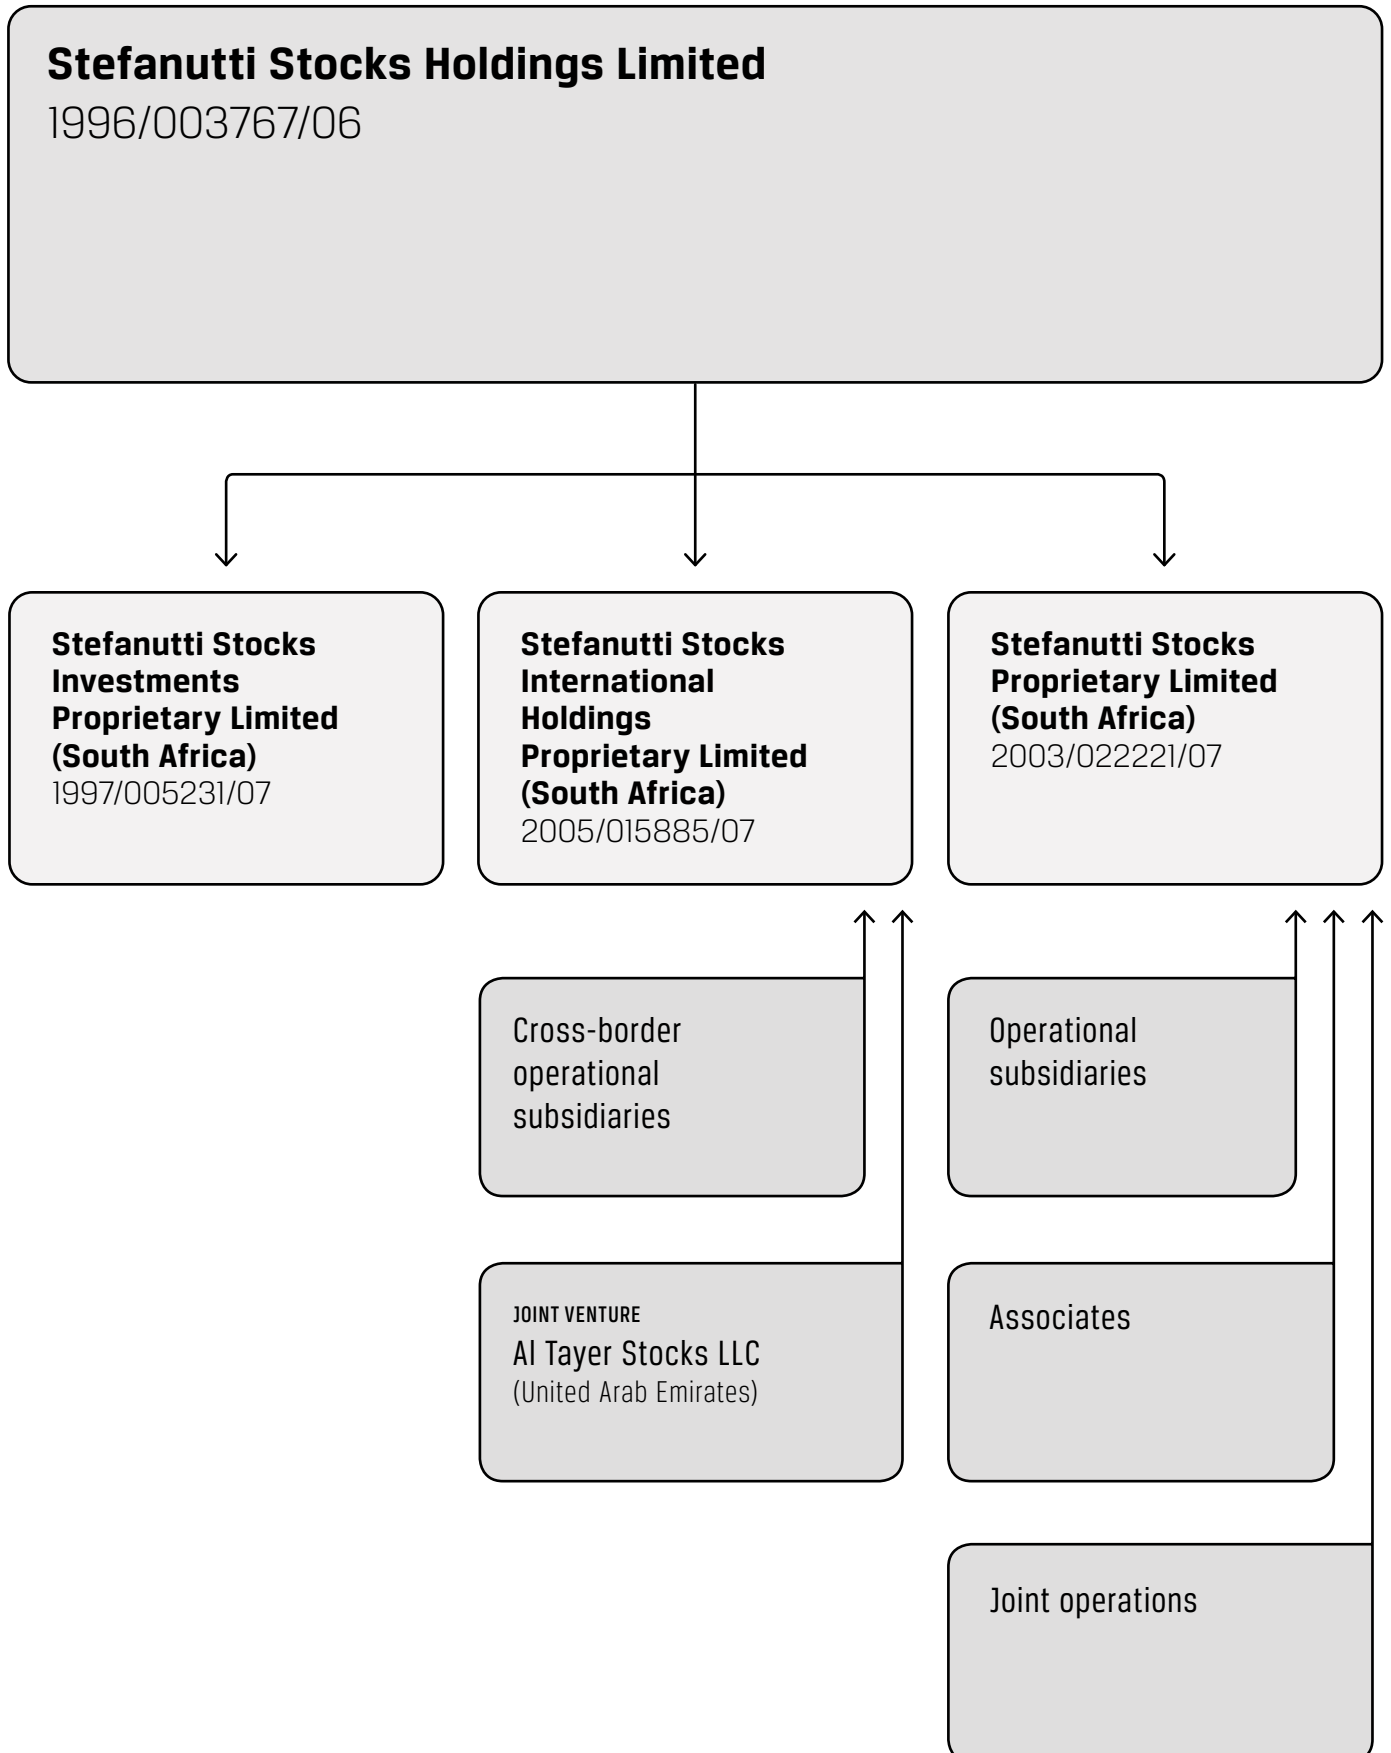 Stefanutti Stocks Holdings Limited
1996/003767/06
Stefanutti Stocks
Investments
Proprietary Limited
(South Africa)
1997/005231/07
Stefanutti Stocks
International
Holdings
Proprietary Limited
(South Africa)
2005/015885/07
Stefanutti Stocks
Proprietary Limited
(South Africa)
2003/022221/07
Cross-border
operational
subsidiaries
JOINT VENTURE
Al Tayer Stocks LLC
(United Arab Emirates)
Operational
subsidiaries
Associates
Joint operations